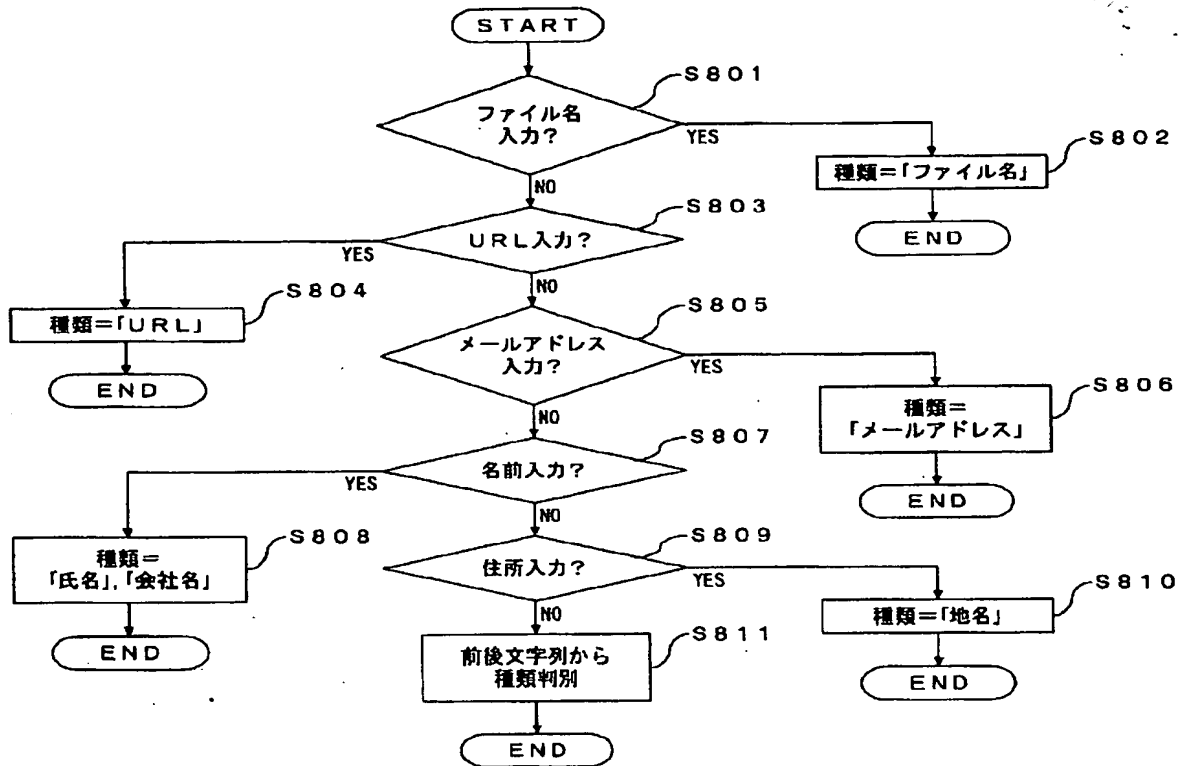 START
S801
ファイル名
入力?
YES
NO
S802
種類=「ファイル名」
END
S803
URL入力?
YES
NO
S804
種類=「URL」
END
S805
メールアドレス
入力?
YES
NO
S806
種類=
「メールアドレス」
END
S807
名前入力?
YES
NO
S808
種類=
「氏名」,「会社名」
END
S809
住所入力?
YES
NO
S810
種類=「地名」
END
S811
前後文字列から
種類判別
END